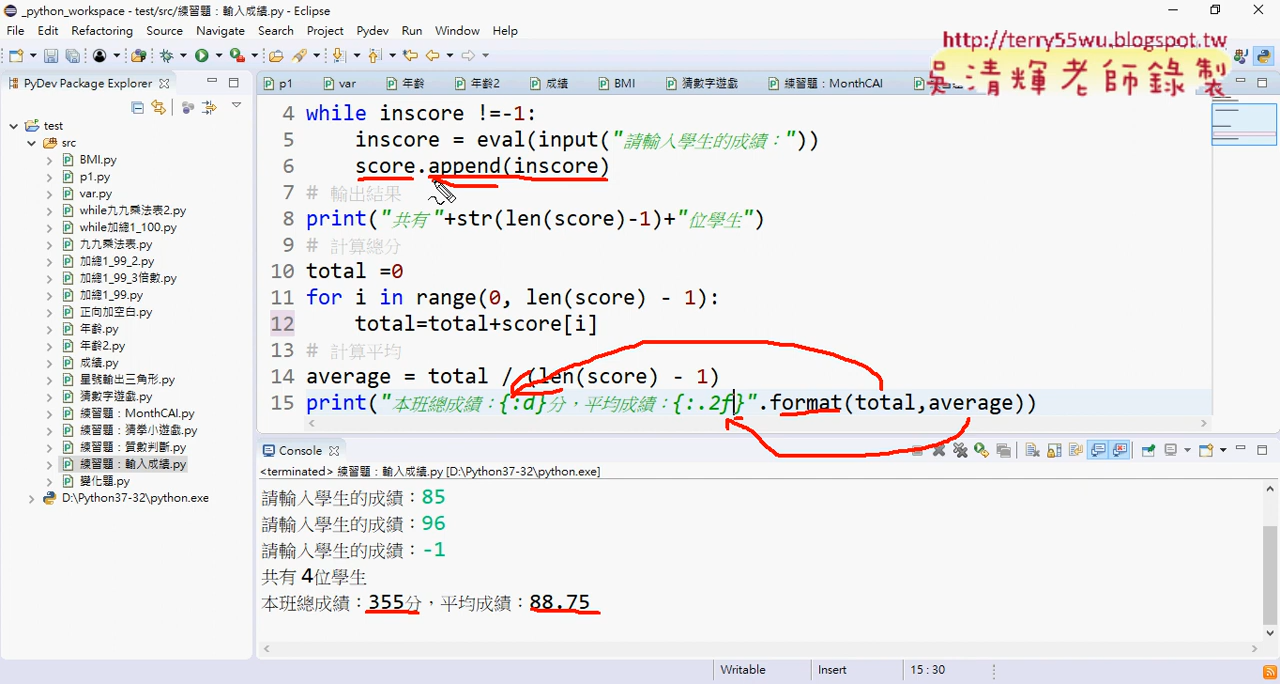 _python_workspace - test/src/練習題：輸入成績.py - Eclipse
File Edit Refactoring Source Navigate Search Project Pydev Run Window Help
http://terry55wu.blogspot.tw
吳清輝老師錄製
PyDev Package Explorer
p1 var 年齡 年齡2 成績 BMI 猜數字遊戲 練習題：MonthCAl
test
src
BMI.py
p1.py
var.py
while九九乘法表2.py
while加總1_100.py
九九乘法表.py
加總1_99_2.py
加總1_99_3倍數.py
加總1_99.py
正向加空白.py
年齡.py
年齡2.py
成績.py
星號輸出三角形.py
猜數字遊戲.py
練習題：MonthCAl.py
練習題：猜拳小遊戲.py
練習題：質數判斷.py
練習題：輸入成績.py
變化題.py
D:\Python37-32\python.exe
4 while inscore !=-1:
5 inscore = eval(input("請輸入學生的成績："))
6 score.append(inscore)
7 # 輸出結果
8 print("共有"+str(len(score)-1)+"位學生")
9 # 計算總分
10 total =0
11 for i in range(0, len(score) - 1):
12 total=total+score[i]
13 # 計算平均
14 average = total / (len(score) - 1)
15 print("本班總成績：{:d}分，平均成績：{:.2f}".format(total,average))
Console
<terminated> 練習題：輸入成績.py [D:\Python37-32\python.exe]
請輸入學生的成績：85
請輸入學生的成績：96
請輸入學生的成績：-1
共有 4位學生
本班總成績：355分，平均成績：88.75
Writable Insert 15 : 30